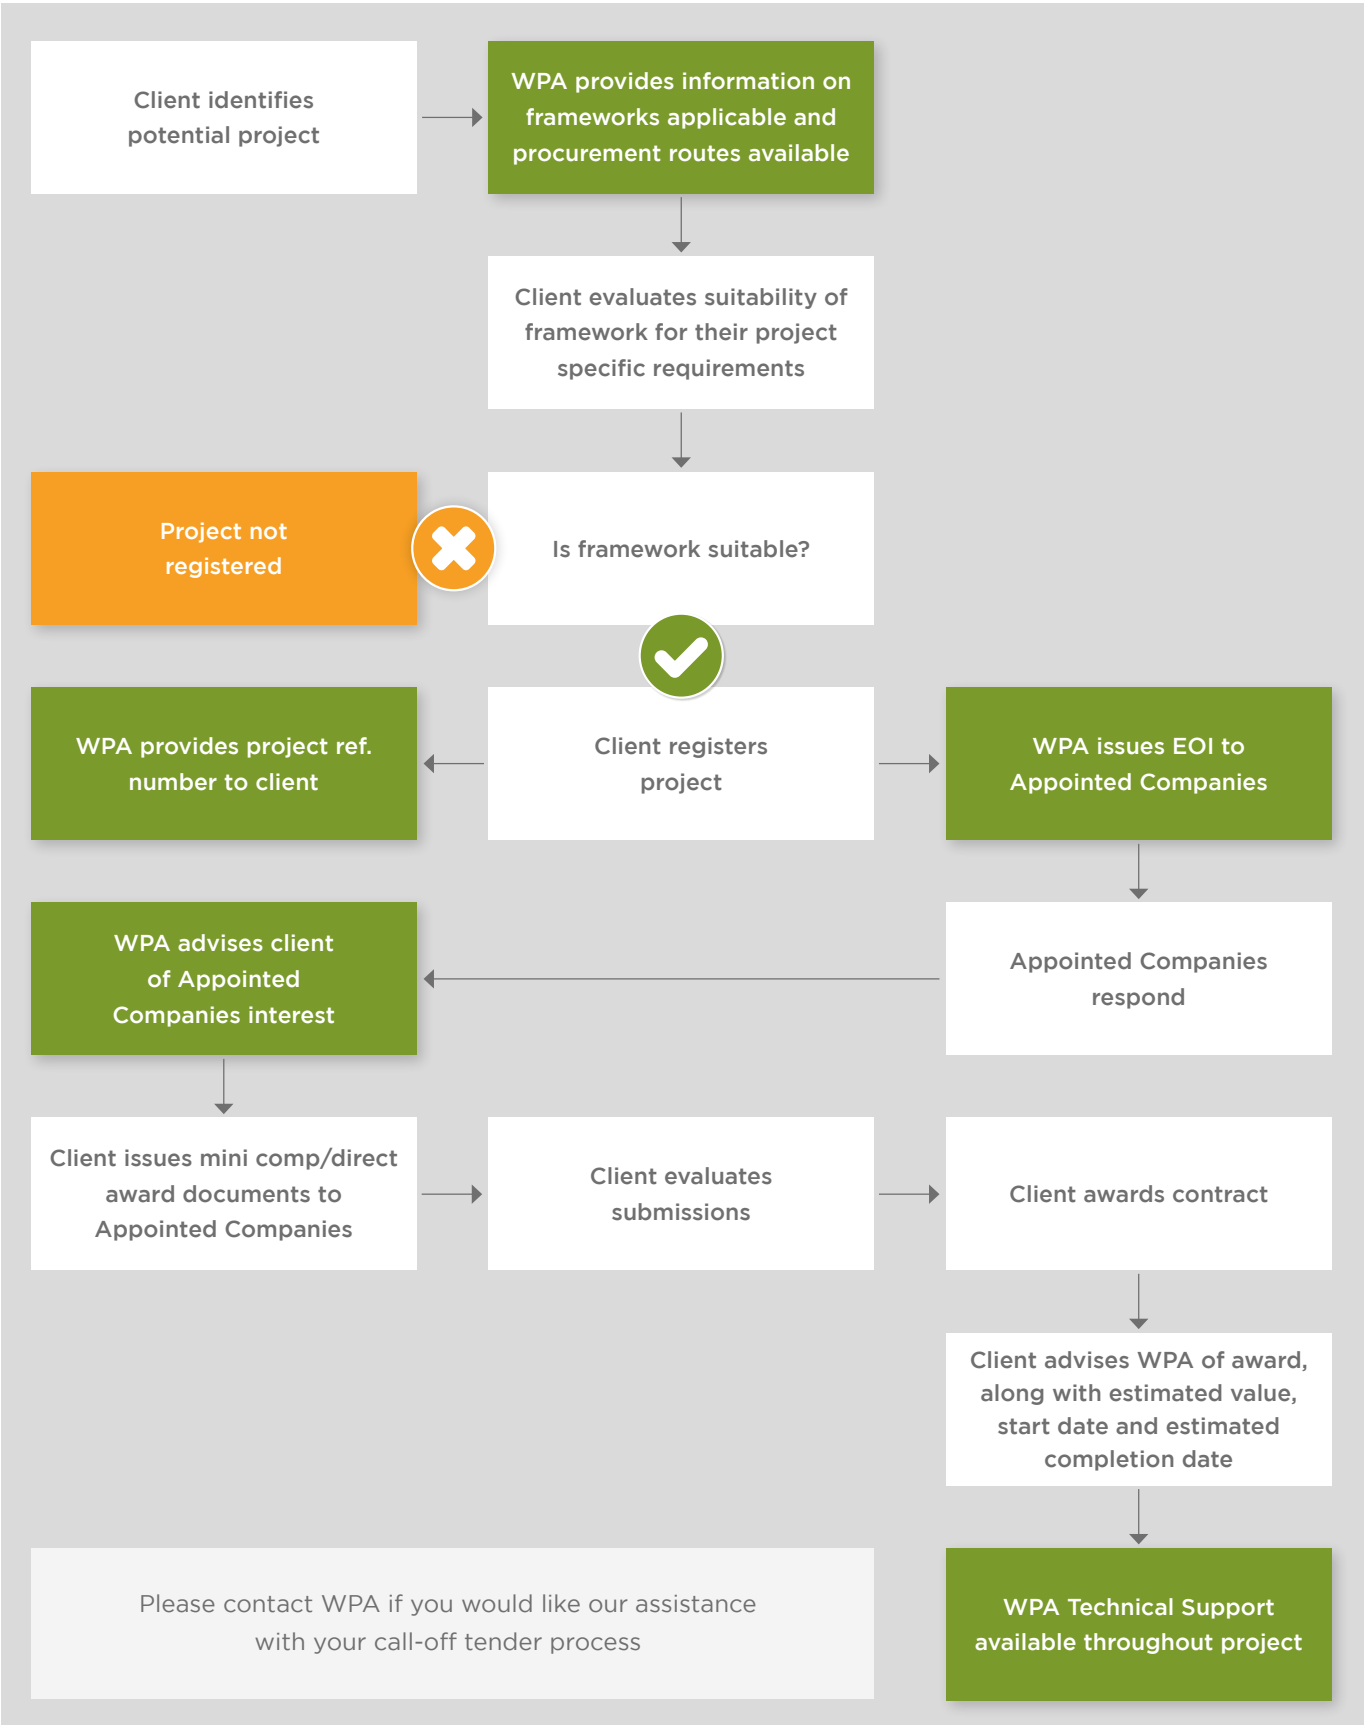 Client identifies
potential project
WPA provides information on
frameworks applicable and
procurement routes available
Client evaluates suitability of
framework for their project
specific requirements
Project not
registered
Is framework suitable?
WPA provides project ref.
number to client
Client registers
project
WPA issues EOI to
Appointed Companies
WPA advises client
of Appointed
Companies interest
Appointed Companies
respond
Client issues mini comp/direct
award documents to
Appointed Companies
Client evaluates
submissions
Client awards contract
Client advises WPA of award,
along with estimated value,
start date and estimated
completion date
Please contact WPA if you would like our assistance
with your call-off tender process
WPA Technical Support
available throughout project